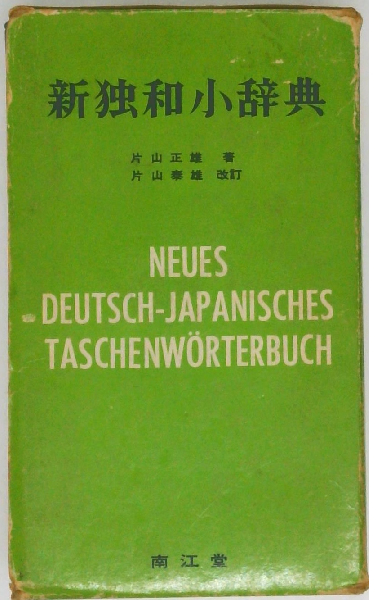 新独和小辞典
片山正雄 著
片山泰雄 改訂
NEUES
DEUTSCH-JAPANISCHES
TASCHENWÖRTERBUCH
南江堂